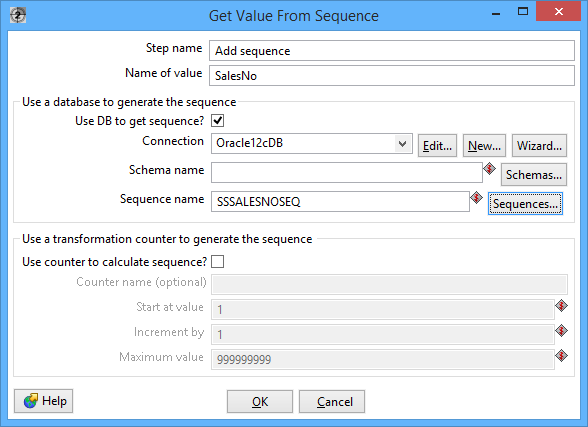 Get Value From Sequence
Step name Add sequence
Name of value SalesNo
Use a database to generate the sequence
Use DB to get sequence?
Connection Oracle12cDB Edit... New... Wizard...
Schema name Schemas...
Sequence name SSSALESNOSEQ Sequences...
Use a transformation counter to generate the sequence
Use counter to calculate sequence?
Counter name (optional)
Start at value 1
Increment by 1
Maximum value 999999999
Help OK Cancel